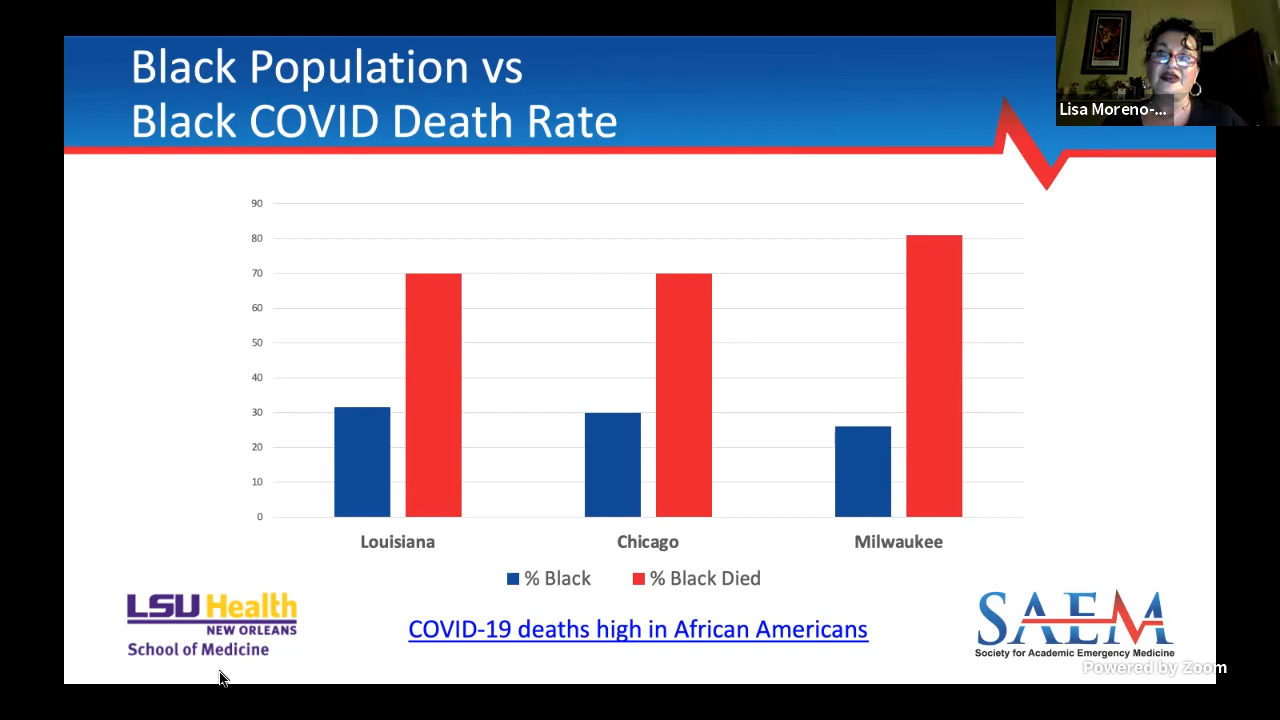 Black Population vs
Black COVID Death Rate
Lisa Moreno-...
90
80
70
60
50
40
30
20
10
0
Louisiana
Chicago
Milwaukee
% Black
% Black Died
COVID-19 deaths high in African Americans
LSU Health
NEW ORLEANS
School of Medicine
SAEM
Society for Academic Emergency Medicine
Powered by Zoom